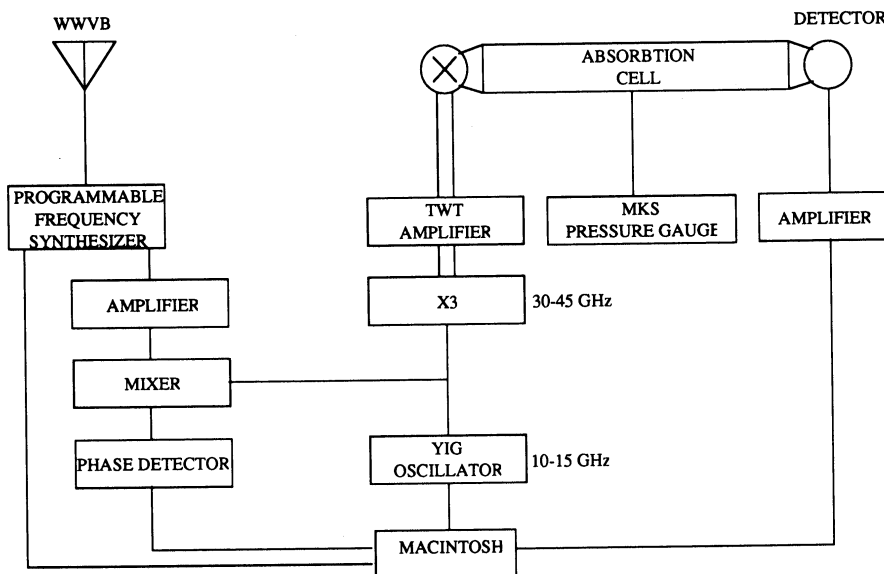 WWVB
DETECTOR
ABSORBTION
CELL
PROGRAMMABLE
FREQUENCY
SYNTHESIZER
TWT
AMPLIFIER
MKS
PRESSURE GAUGE
AMPLIFIER
AMPLIFIER
X3
30-45 GHz
MIXER
PHASE DETECTOR
YIG
OSCILLATOR
10-15 GHz
MACINTOSH